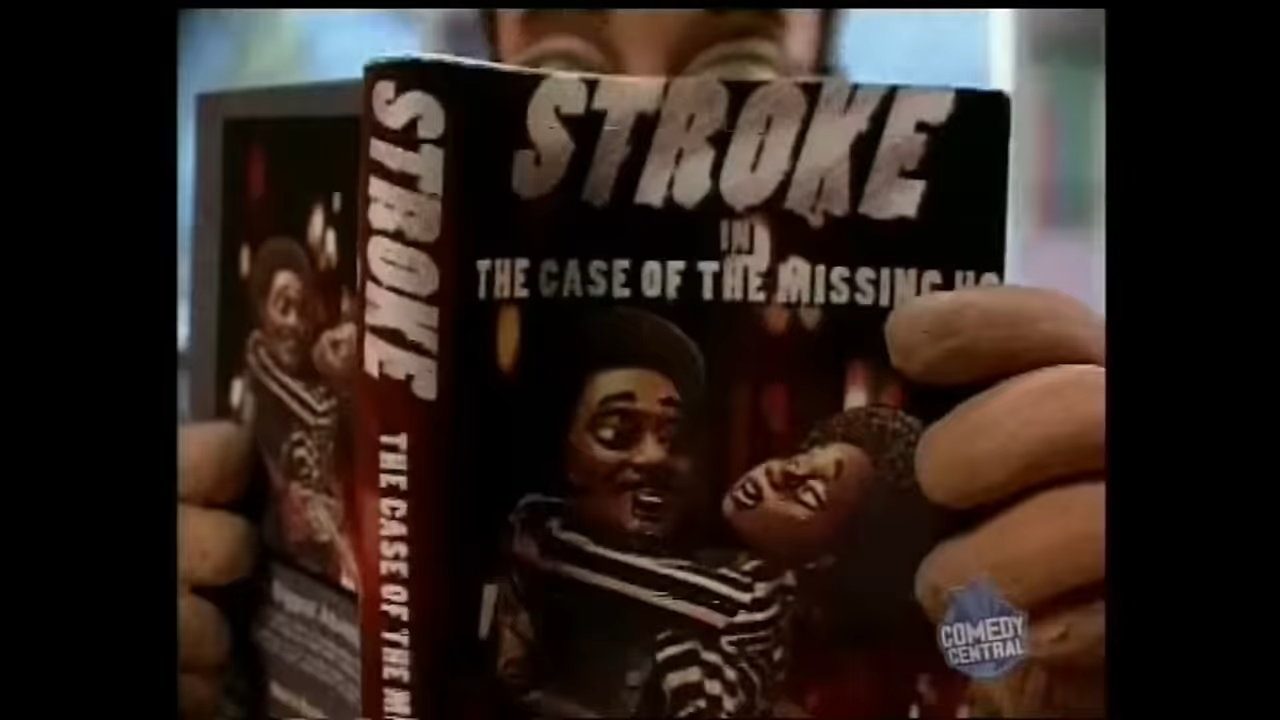 STROKE
IN
THE CASE OF THE MISSING
STROKE
THE CASE OF THE
COMEDY
CENTRAL